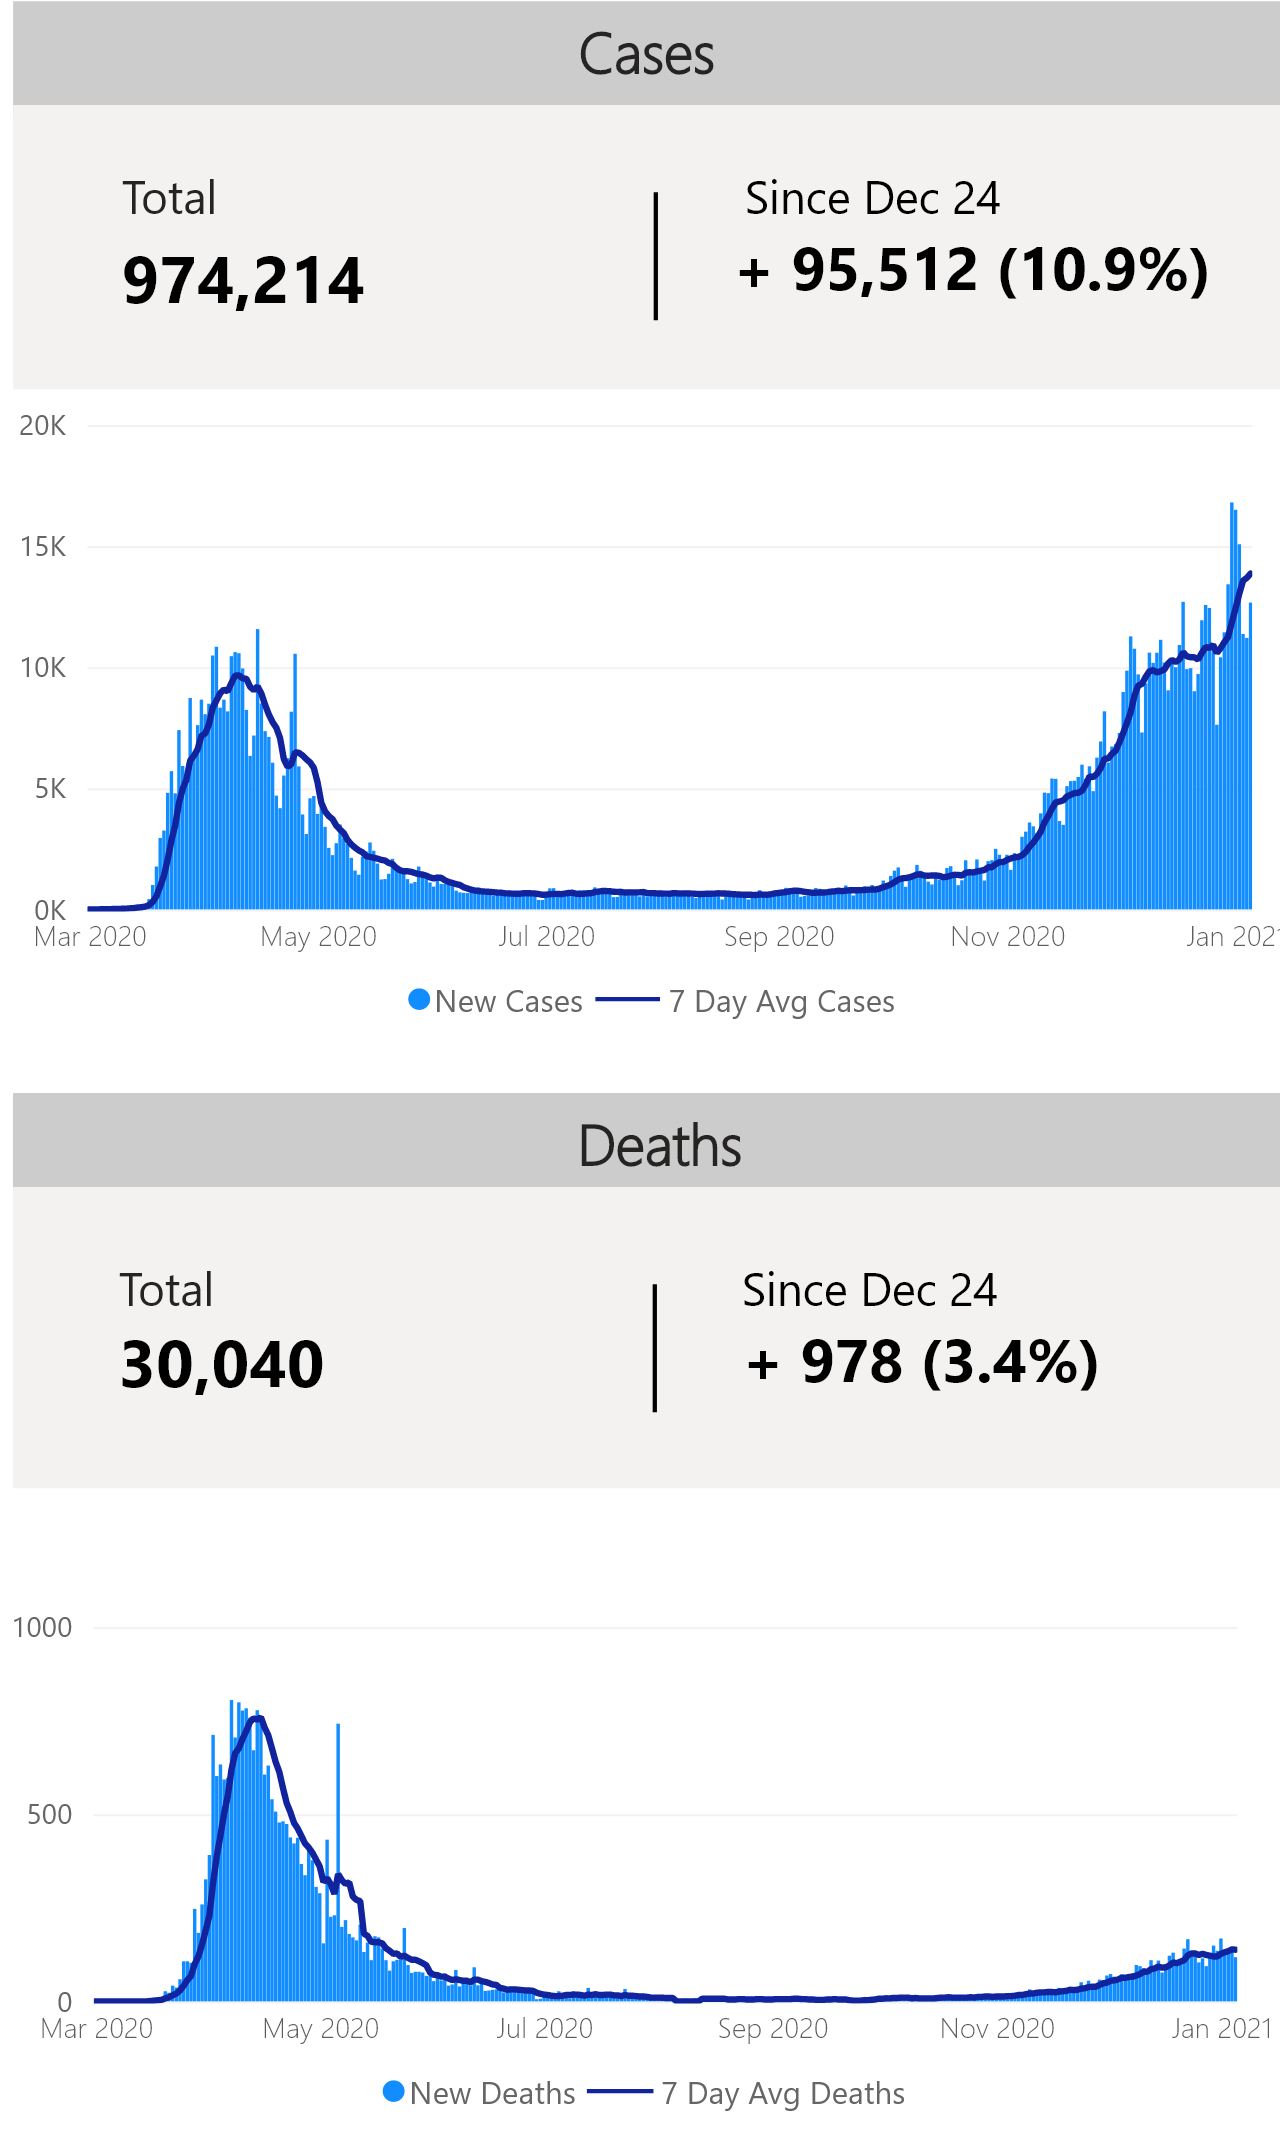 Cases
Total
Since Dec 24
974,214
+ 95,512 (10.9%)
20K
15K
10K
5K
0K
Mar 2020 May 2020 Jul 2020 Sep 2020 Nov 2020 Jan 2021
New Cases 7 Day Avg Cases
Deaths
Total
Since Dec 24
30,040
+ 978 (3.4%)
1000
500
0
Mar 2020 May 2020 Jul 2020 Sep 2020 Nov 2020 Jan 2021
New Deaths 7 Day Avg Deaths